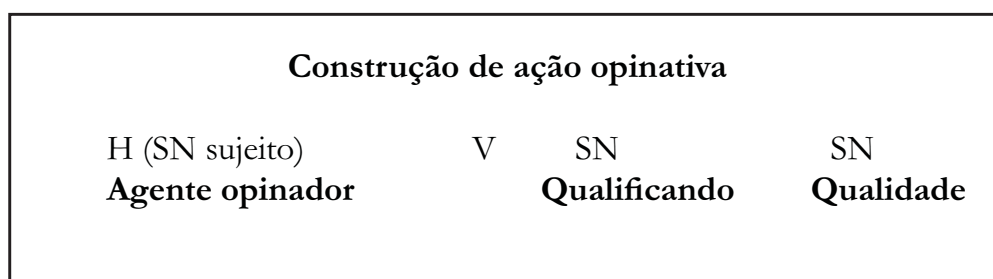 Construção de ação opinativa
H (SN sujeito) V SN SN
Agente opinador Qualificando Qualidade